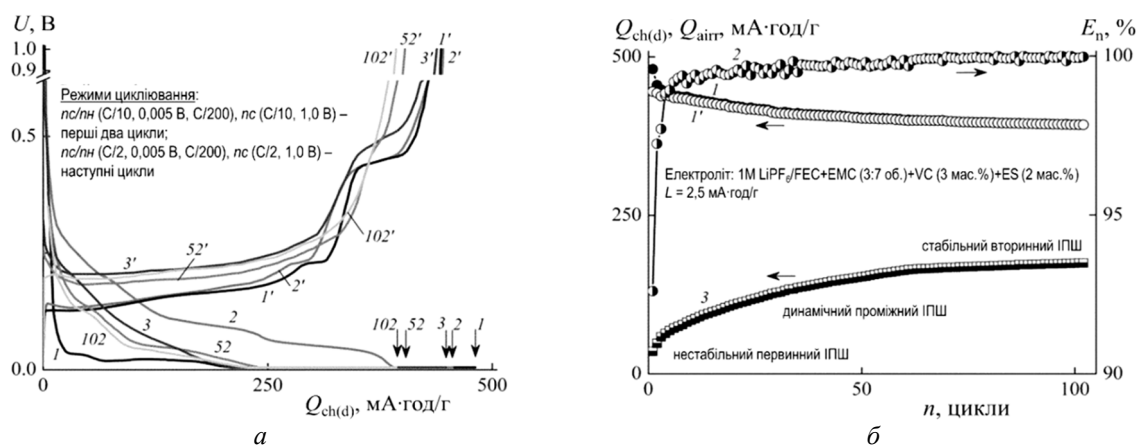 U, В
1.0
0.9
0.5
0.0
Режими циклювання:
пс/пн (С/10, 0,005 В, С/200), пс (С/10, 1,0 В) –
перші два цикли;
пс/пн (С/2, 0,005 В, С/200), пс (С/2, 1,0 В) –
наступні цикли
102' 52' 3' 1' 2'
102'
3' 52' 1' 2'
1 102 3 52 2
102 52 3 2 1
0 250 500
Qch(d), мА·год/г
а
Qch(d), Qairr, мА·год/г
Eп, %
500
250
0
100
95
90
2
1
1'
Електроліт: 1М LiPF6/FEC+EMC (3:7 об.)+VC (3 мас.%)+ES (2 мас.%)
L = 2,5 мА·год/г
стабільний вторинний ІПШ
3
динамічний проміжний ІПШ
нестабільний первинний ІПШ
0 50 100
n, цикли
б